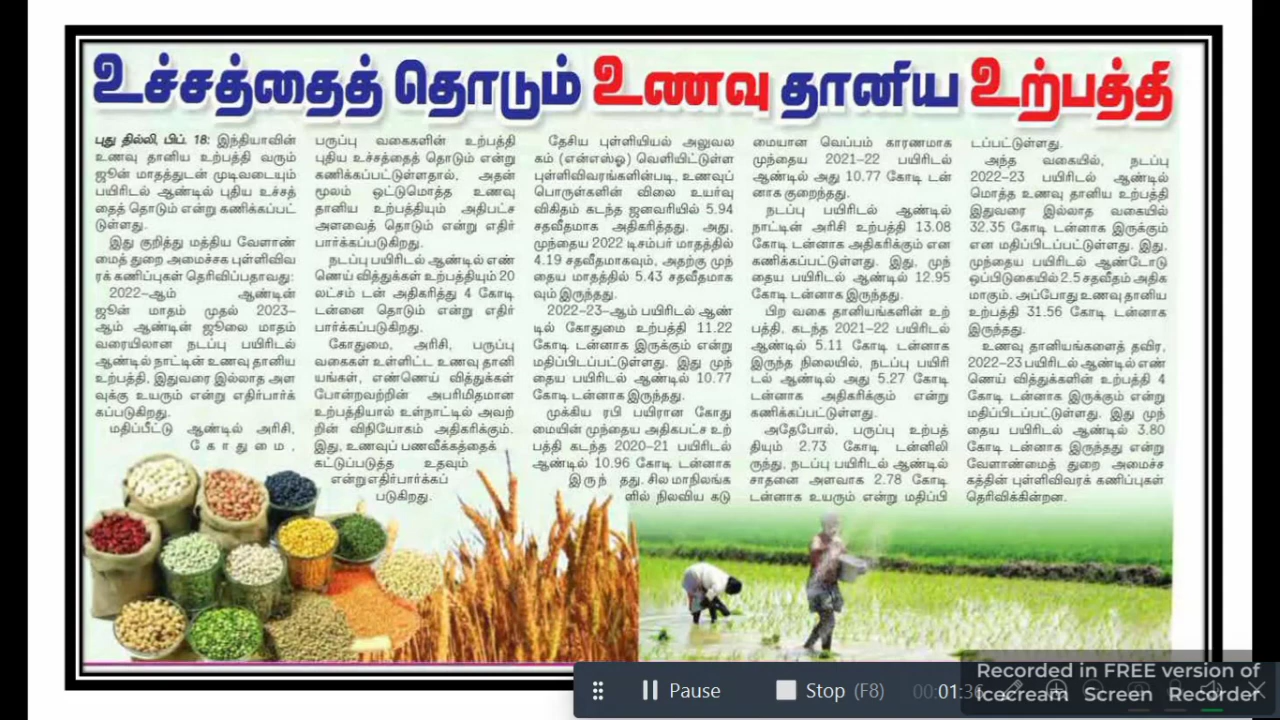 உச்சத்தைத் தொடும் உணவு தானிய உற்பத்தி
புது தில்லி, பிப். 18: இந்தியாவின்
உணவு தானிய உற்பத்தி வரும்
ஜூன் மாதத்துடன் முடிவடையும்
பயிரிடல் ஆண்டில் புதிய உச்சத்
தைத் தொடும் என்று கணிக்கப்பட்
டுள்ளது.
இது குறித்து மத்திய வேளாண்
மைத் துறை அமைச்சக புள்ளிவிவ
ரக் கணிப்புகள் தெரிவிப்பதாவது:
2022-ஆம் ஆண்டின்
ஜூன் மாதம் முதல் 2023-
ஆம் ஆண்டின் ஜூலை மாதம்
வரையிலான நடப்பு பயிரிடல்
ஆண்டில் நாட்டின் உணவு தானிய
உற்பத்தி, இதுவரை இல்லாத அள
வுக்கு உயரும் என்று எதிர்பார்க்
கப்படுகிறது.
மதிப்பீட்டு ஆண்டில் அரிசி,
கோதுமை,
பருப்பு வகைகளின் உற்பத்தி
புதிய உச்சத்தைத் தொடும் என்று
கணிக்கப்பட்டுள்ளதால், அதன்
மூலம் ஒட்டுமொத்த உணவு
தானிய உற்பத்தியும் அதிபட்ச
அளவைத் தொடும் என்று எதிர்
பார்க்கப்படுகிறது.
நடப்பு பயிரிடல் ஆண்டில் எண்
ணெய் வித்துக்கள் உற்பத்தியும் 20
லட்சம் டன் அதிகரித்து 4 கோடி
டன்னை தொடும் என்று எதிர்
பார்க்கப்படுகிறது.
கோதுமை, அரிசி, பருப்பு
வகைகள் உள்ளிட்ட உணவு தானி
யங்கள், எண்ணெய் வித்துக்கள்
போன்றவற்றின் அபரிமிதமான
உற்பத்தியால் உள்நாட்டில் அவற்
றின் விநியோகம் அதிகரிக்கும்.
இது, உணவுப் பணவீக்கத்தைக்
கட்டுப்படுத்த உதவும்
என்று எதிர்பார்க்கப்
படுகிறது.
தேசிய புள்ளியியல் அலுவல
கம் (என்எஸ்ஓ) வெளியிட்டுள்ள
புள்ளிவிவரங்களின்படி, உணவுப்
பொருள்களின் விலை உயர்வு
விகிதம் கடந்த ஜனவரியில் 5.94
சதவீதமாக அதிகரித்தது. அது,
முந்தைய 2022 டிசம்பர் மாதத்தில்
4.19 சதவீதமாகவும், அதற்கு முந்
தைய மாதத்தில் 5.43 சதவீதமாக
வும் இருந்தது.
2022-23-ஆம் பயிரிடல் ஆண்
டில் கோதுமை உற்பத்தி 11.22
கோடி டன்னாக இருக்கும் என்று
மதிப்பிடப்பட்டுள்ளது. இது முந்
தைய பயிரிடல் ஆண்டில் 10.77
கோடி டன்னாக இருந்தது.
முக்கிய ரபி பயிரான கோது
மையின் முந்தைய அதிகபட்ச உற்
பத்தி கடந்த 2020-21 பயிரிடல்
ஆண்டில் 10.96 கோடி டன்னாக
இருந்தது. சில மாநிலங்க
ளில் நிலவிய கடு
மையான வெப்பம் காரணமாக
முந்தைய 2021-22 பயிரிடல்
ஆண்டில் அது 10.77 கோடி டன்
னாக குறைந்தது.
நடப்பு பயிரிடல் ஆண்டில்
நாட்டின் அரிசி உற்பத்தி 13.08
கோடி டன்னாக அதிகரிக்கும் என
கணிக்கப்பட்டுள்ளது. இது, முந்
தைய பயிரிடல் ஆண்டில் 12.95
கோடி டன்னாக இருந்தது.
பிற வகை தானியங்களின் உற்
பத்தி, கடந்த 2021-22 பயிரிடல்
ஆண்டில் 5.11 கோடி டன்னாக
இருந்த நிலையில், நடப்பு பயிரி
டல் ஆண்டில் அது 5.27 கோடி
டன்னாக அதிகரிக்கும் என்று
கணிக்கப்பட்டுள்ளது.
அதேபோல், பருப்பு உற்பத்
தியும் 2.73 கோடி டன்னிலி
ருந்து, நடப்பு பயிரிடல் ஆண்டில்
சாதனை அளவாக 2.78 கோடி
டன்னாக உயரும் என்று மதிப்பி
டப்பட்டுள்ளது.
அந்த வகையில், நடப்பு
2022-23 பயிரிடல் ஆண்டில்
மொத்த உணவு தானிய உற்பத்தி
இதுவரை இல்லாத வகையில்
32.35 கோடி டன்னாக இருக்கும்
என மதிப்பிடப்பட்டுள்ளது. இது,
முந்தைய பயிரிடல் ஆண்டோடு
ஒப்பிடுகையில் 2.5 சதவீதம் அதிக
மாகும். அப்போது உணவு தானிய
உற்பத்தி 31.56 கோடி டன்னாக
இருந்தது.
உணவு தானியங்களைத் தவிர,
2022-23 பயிரிடல் ஆண்டில் எண்
ணெய் வித்துக்களின் உற்பத்தி 4
கோடி டன்னாக இருக்கும் என்று
மதிப்பிடப்பட்டுள்ளது. இது முந்
தைய பயிரிடல் ஆண்டில் 3.80
கோடி டன்னாக இருந்தது என்று
வேளாண்மைத் துறை அமைச்ச
கத்தின் புள்ளிவிவரக் கணிப்புகள்
தெரிவிக்கின்றன.
Pause Stop (F8) 00:01:36
Recorded in FREE version of
Icecream Screen Recorder